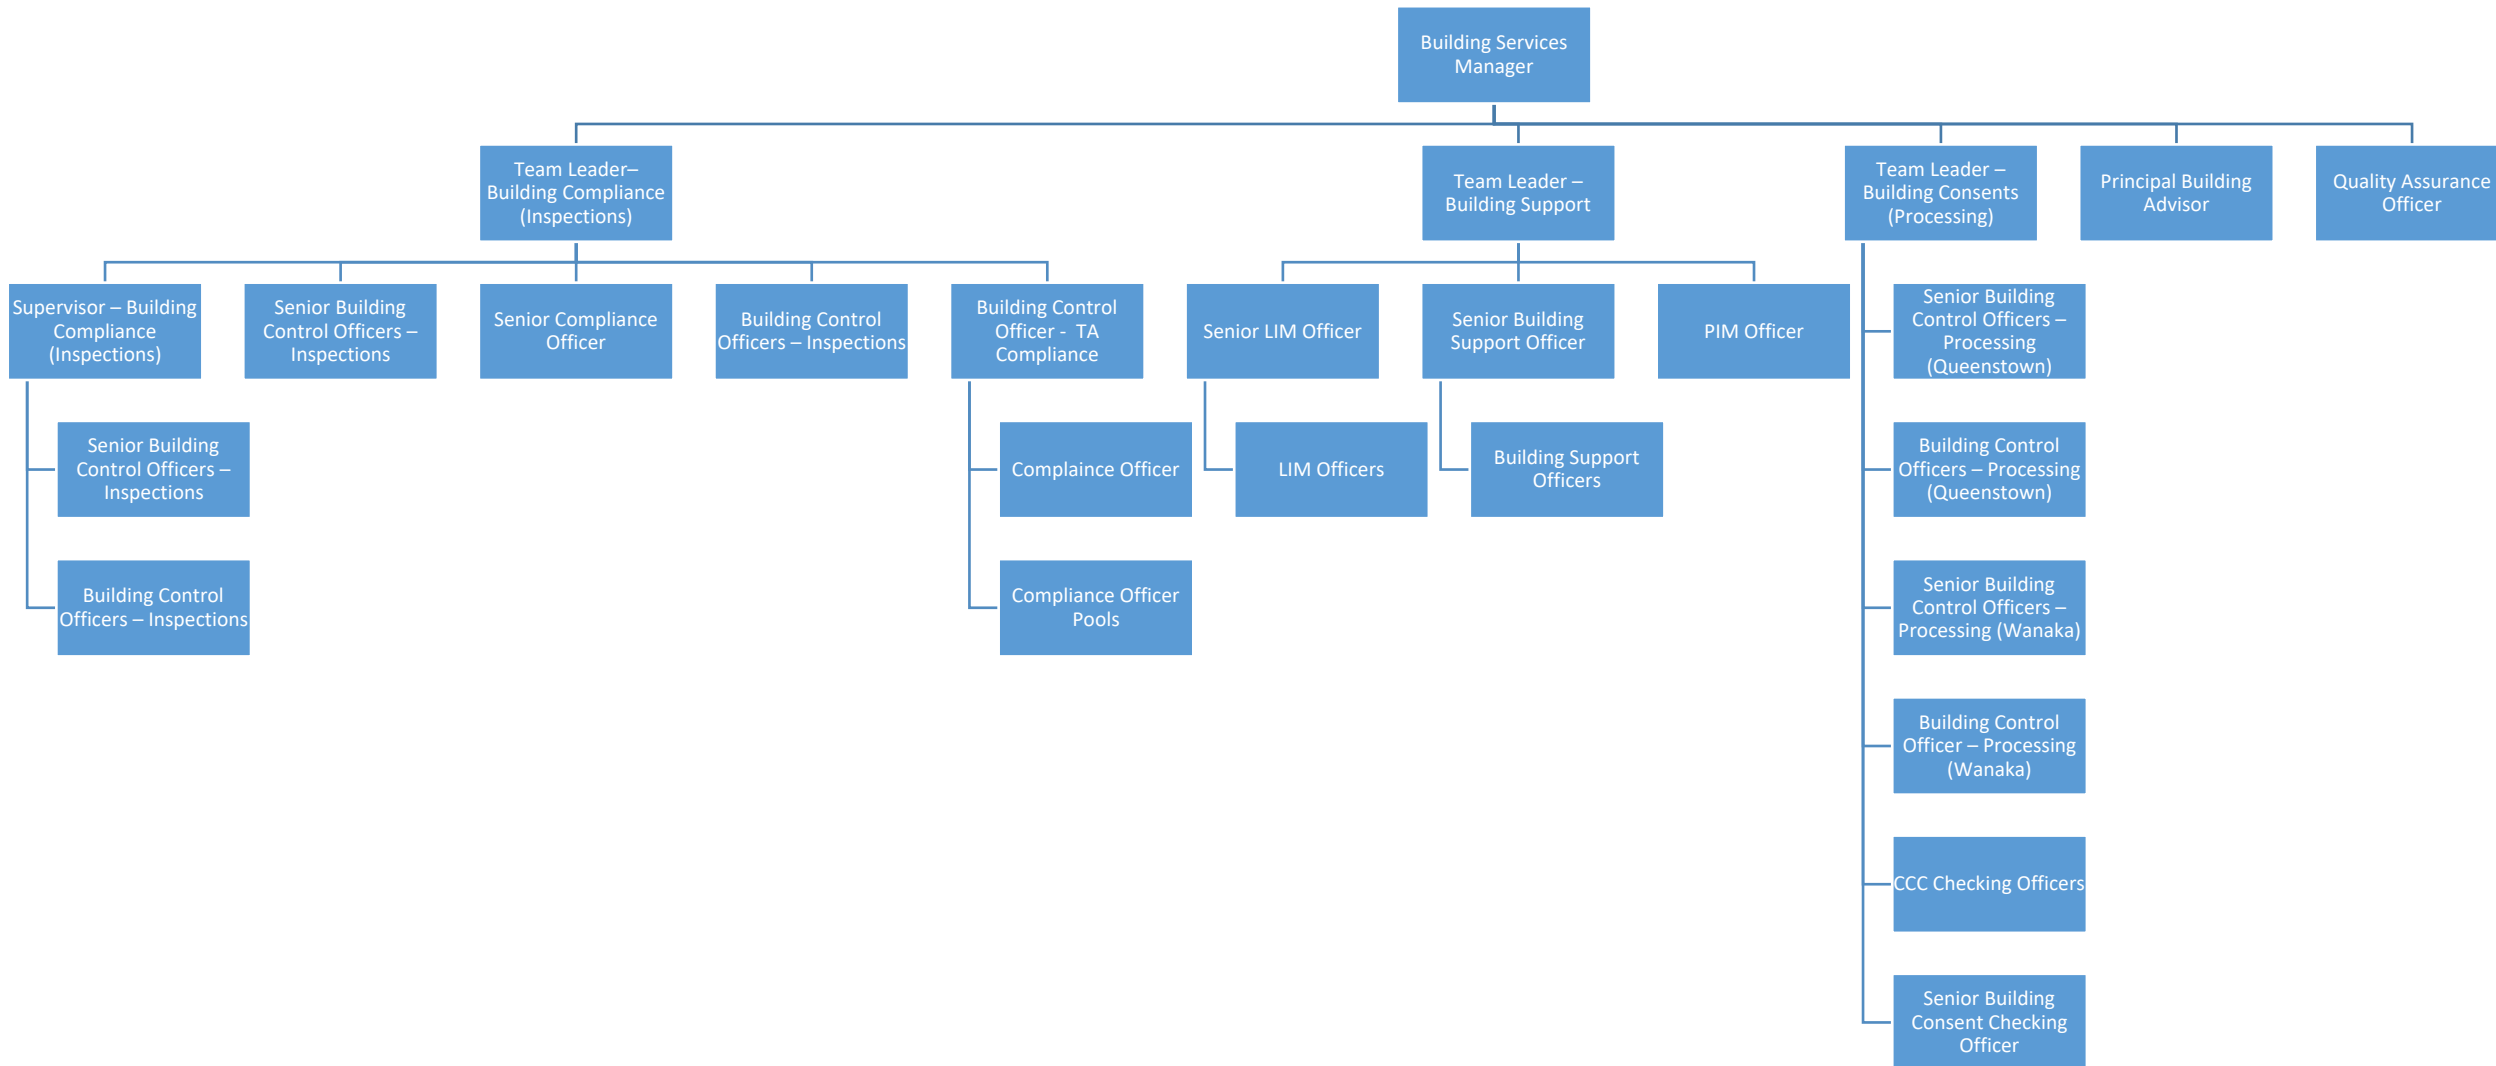 Building Services
Manager
Team Leader–
Building Compliance
(Inspections)
Team Leader –
Building Support
Team Leader –
Building Consents
(Processing)
Principal Building
Advisor
Quality Assurance
Officer
Supervisor – Building
Compliance
(Inspections)
Senior Building
Control Officers –
Inspections
Senior Compliance
Officer
Building Control
Officers – Inspections
Building Control
Officer - TA
Compliance
Senior LIM Officer
Senior Building
Support Officer
PIM Officer
Senior Building
Control Officers –
Processing
(Queenstown)
Senior Building
Control Officers –
Inspections
Complaince Officer
LIM Officers
Building Support
Officers
Building Control
Officers – Processing
(Queenstown)
Building Control
Officers – Inspections
Compliance Officer
Pools
Senior Building
Control Officers –
Processing (Wanaka)
Building Control
Officer – Processing
(Wanaka)
CCC Checking Officers
Senior Building
Consent Checking
Officer